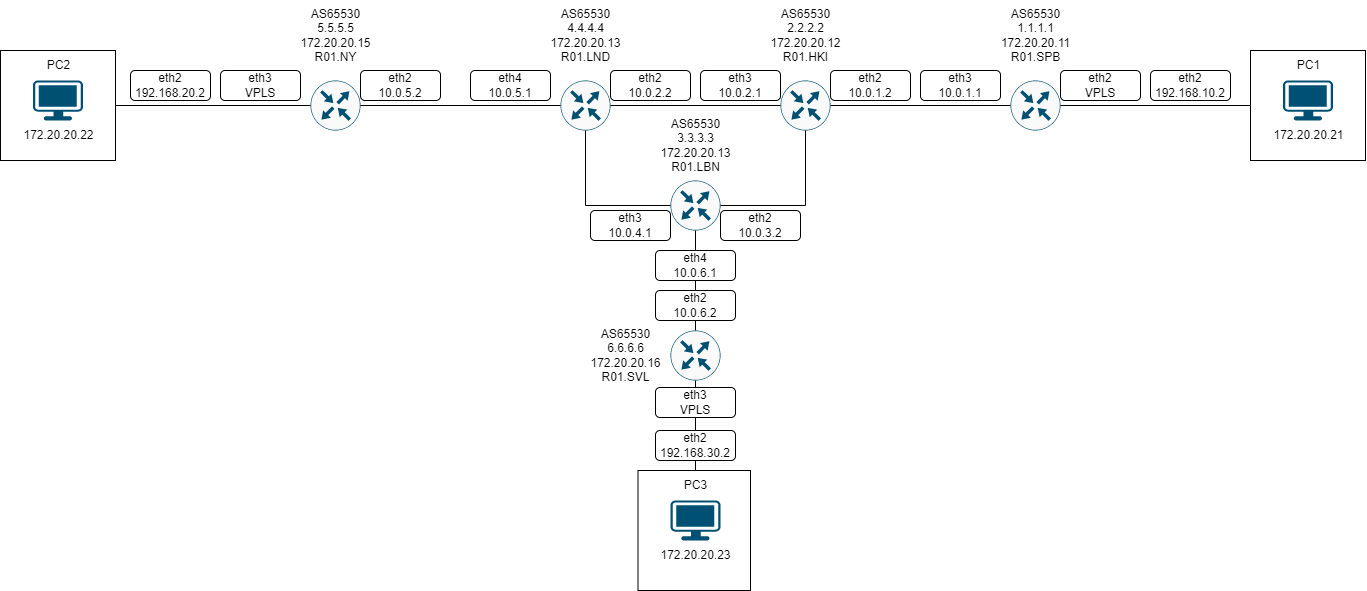 AS65530
5.5.5.5
172.20.20.15
R01.NY
AS65530
4.4.4.4
172.20.20.13
R01.LND
AS65530
2.2.2.2
172.20.20.12
R01.HKI
AS65530
1.1.1.1
172.20.20.11
R01.SPB
PC2
172.20.20.22
eth2
192.168.20.2
eth3
VPLS
eth2
10.0.5.2
eth4
10.0.5.1
eth2
10.0.2.2
eth3
10.0.2.1
eth2
10.0.1.2
eth3
10.0.1.1
eth2
VPLS
eth2
192.168.10.2
PC1
172.20.20.21
AS65530
3.3.3.3
172.20.20.13
R01.LBN
eth3
10.0.4.1
eth2
10.0.3.2
eth4
10.0.6.1
eth2
10.0.6.2
AS65530
6.6.6.6
172.20.20.16
R01.SVL
eth3
VPLS
eth2
192.168.30.2
PC3
172.20.20.23